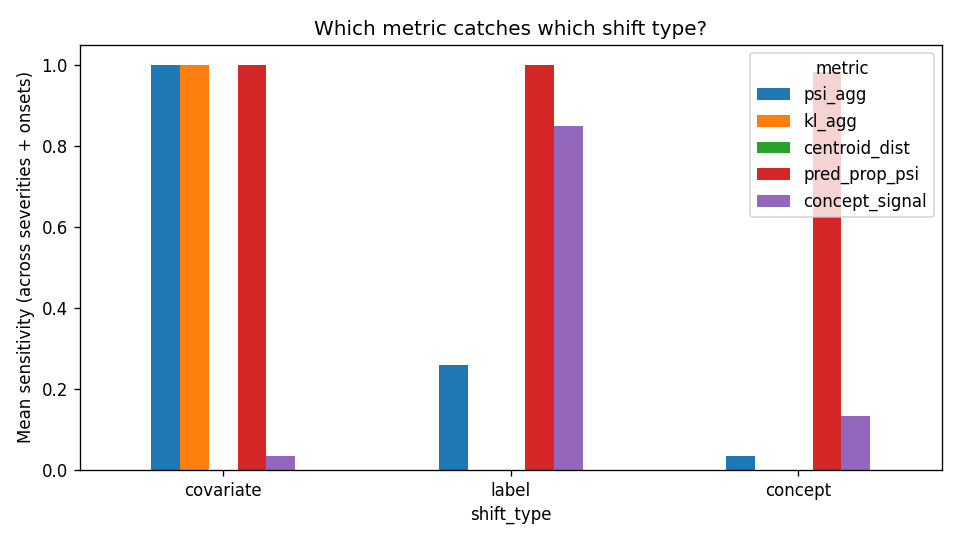 Which metric catches which shift type?
Mean sensitivity (across severities + onsets)
1.0
0.8
0.6
0.4
0.2
0.0
metric
psi_agg
kl_agg
centroid_dist
pred_prop_psi
concept_signal
covariate
label
concept
shift_type